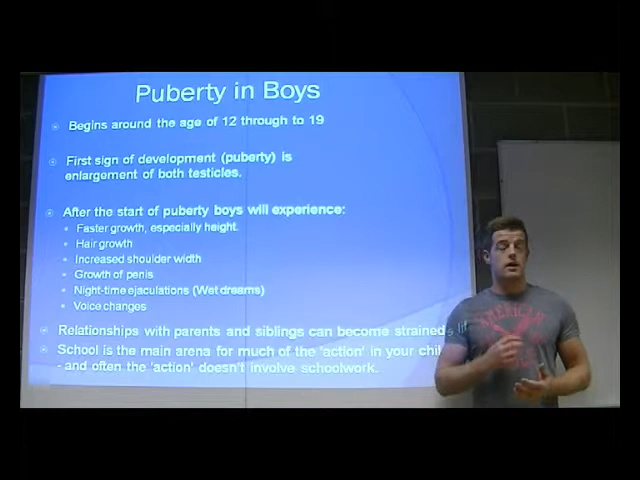 Puberty in Boys
Begins around the age of 12 through to 19
First sign of development (puberty) is
enlargement of both testicles.
After the start of puberty boys will experience:
Faster growth, especially height.
Hair growth
Increased shoulder width
Growth of penis
Night-time ejaculations (Wet dreams)
Voice changes
Relationships with parents and siblings can become strained
School is the main arena for much of the 'action' in your
- and often the 'action' doesn't involve schoolwork.
AMERICAN